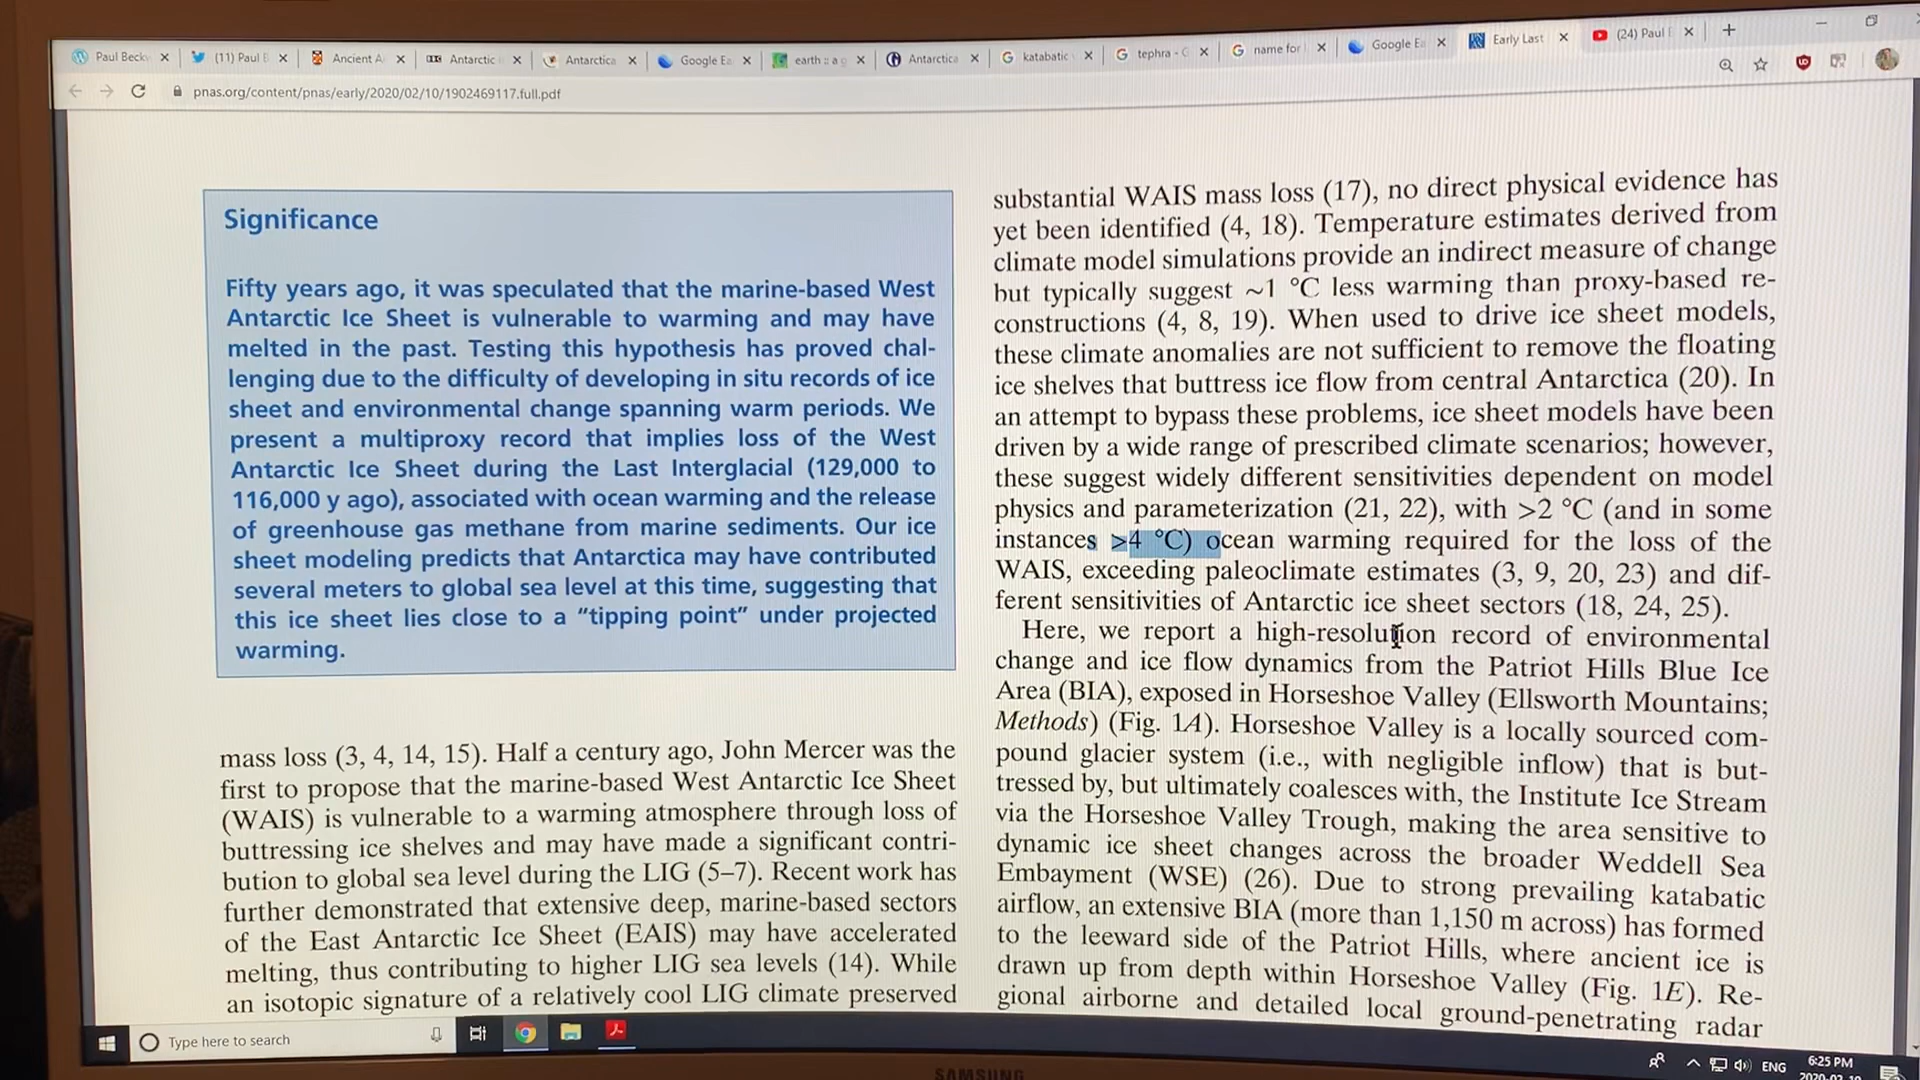 Paul Beck
(11) Paul B
Ancient A
Antarctic
Antarctica
Google Ea
earth :: a g
Antarctica
katabatic
tephra - G
name for
Google Ea
Early Last
(24) Paul B
pnas.org/content/pnas/early/2020/02/10/1902469117.full.pdf
Significance
Fifty years ago, it was speculated that the marine-based West
Antarctic Ice Sheet is vulnerable to warming and may have
melted in the past. Testing this hypothesis has proved chal-
lenging due to the difficulty of developing in situ records of ice
sheet and environmental change spanning warm periods. We
present a multiproxy record that implies loss of the West
Antarctic Ice Sheet during the Last Interglacial (129,000 to
116,000 y ago), associated with ocean warming and the release
of greenhouse gas methane from marine sediments. Our ice
sheet modeling predicts that Antarctica may have contributed
several meters to global sea level at this time, suggesting that
this ice sheet lies close to a “tipping point” under projected
warming.
mass loss (3, 4, 14, 15). Half a century ago, John Mercer was the
first to propose that the marine-based West Antarctic Ice Sheet
(WAIS) is vulnerable to a warming atmosphere through loss of
buttressing ice shelves and may have made a significant contri-
bution to global sea level during the LIG (5–7). Recent work has
further demonstrated that extensive deep, marine-based sectors
of the East Antarctic Ice Sheet (EAIS) may have accelerated
melting, thus contributing to higher LIG sea levels (14). While
an isotopic signature of a relatively cool LIG climate preserved
substantial WAIS mass loss (17), no direct physical evidence has
yet been identified (4, 18). Temperature estimates derived from
climate model simulations provide an indirect measure of change
but typically suggest ~1 °C less warming than proxy-based re-
constructions (4, 8, 19). When used to drive ice sheet models,
these climate anomalies are not sufficient to remove the floating
ice shelves that buttress ice flow from central Antarctica (20). In
an attempt to bypass these problems, ice sheet models have been
driven by a wide range of prescribed climate scenarios; however,
these suggest widely different sensitivities dependent on model
physics and parameterization (21, 22), with >2 °C (and in some
instances >4 °C) ocean warming required for the loss of the
WAIS, exceeding paleoclimate estimates (3, 9, 20, 23) and dif-
ferent sensitivities of Antarctic ice sheet sectors (18, 24, 25).
Here, we report a high-resolution record of environmental
change and ice flow dynamics from the Patriot Hills Blue Ice
Area (BIA), exposed in Horseshoe Valley (Ellsworth Mountains;
Methods) (Fig. 1A). Horseshoe Valley is a locally sourced com-
pound glacier system (i.e., with negligible inflow) that is but-
tressed by, but ultimately coalesces with, the Institute Ice Stream
via the Horseshoe Valley Trough, making the area sensitive to
dynamic ice sheet changes across the broader Weddell Sea
Embayment (WSE) (26). Due to strong prevailing katabatic
airflow, an extensive BIA (more than 1,150 m across) has formed
to the leeward side of the Patriot Hills, where ancient ice is
drawn up from depth within Horseshoe Valley (Fig. 1E). Re-
gional airborne and detailed local ground-penetrating radar
Type here to search
ENG
6:25 PM
SAMSUNG